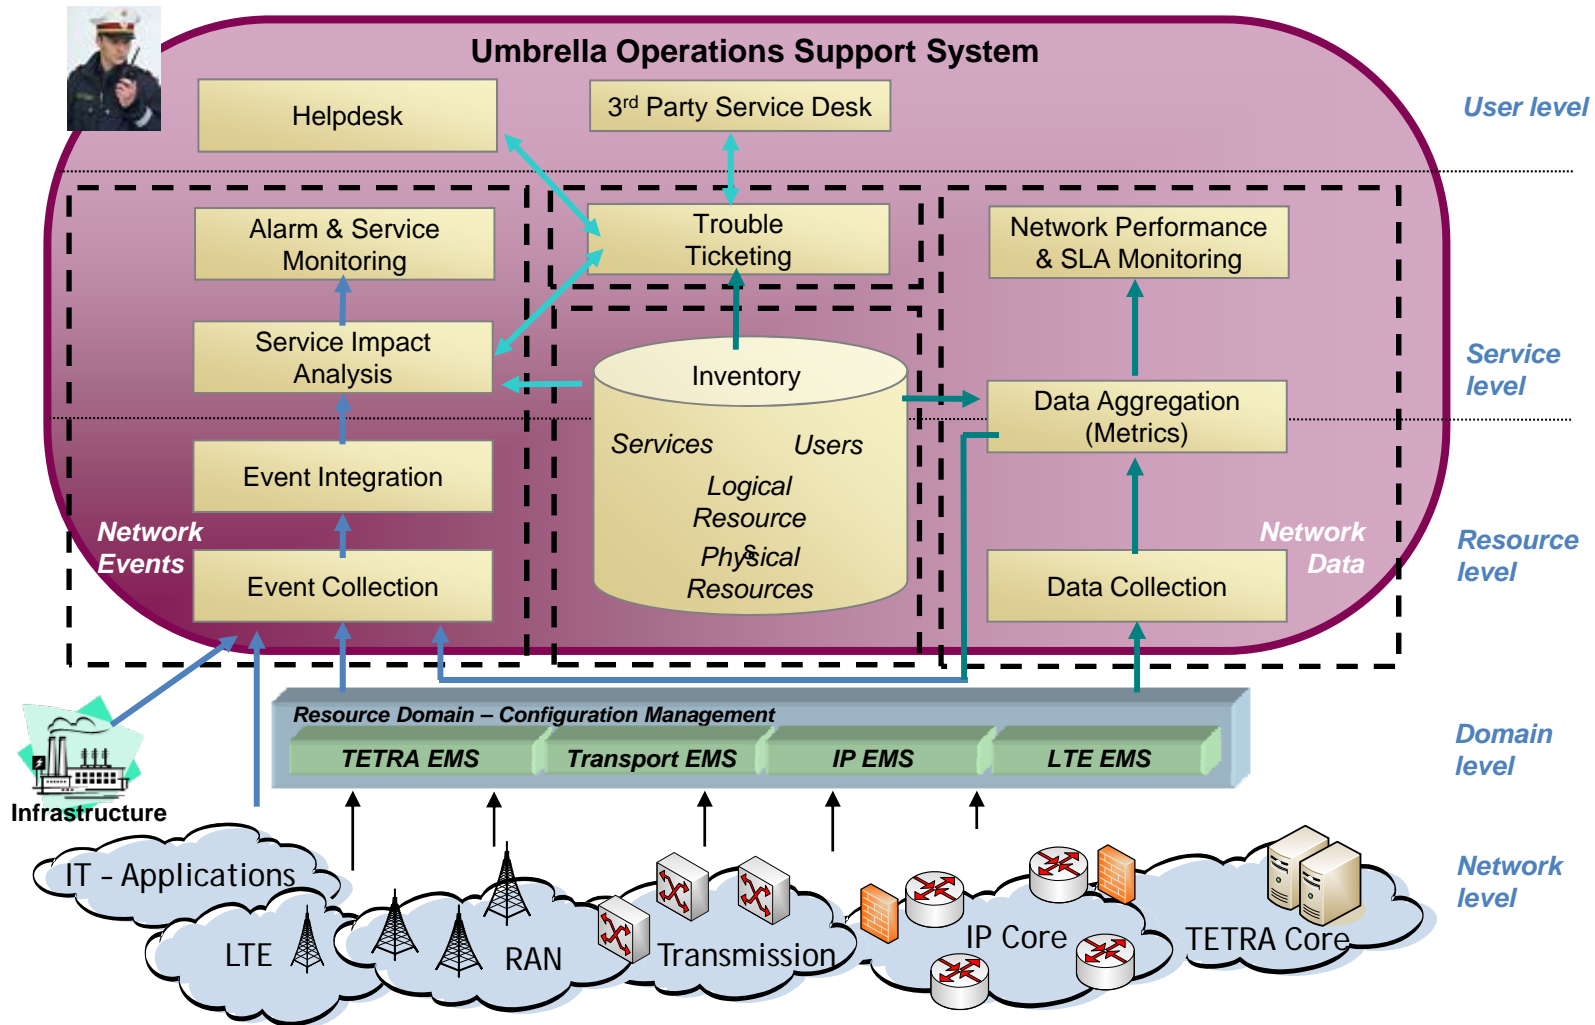 Umbrella Operations Support System
Helpdesk
3rd Party Service Desk
User level
Alarm & Service
Monitoring
Trouble
Ticketing
Network Performance
& SLA Monitoring
Service Impact
Analysis
Inventory
Service
level
Data Aggregation
(Metrics)
Services
Users
Event Integration
Logical
Resource
s
Physical
Resources
Network
Events
Network
Data
Resource
level
Event Collection
Data Collection
Resource Domain – Configuration Management
TETRA EMS
Transport EMS
IP EMS
LTE EMS
Domain
level
Infrastructure
IT - Applications
Network
level
LTE
RAN
Transmission
IP Core
TETRA Core